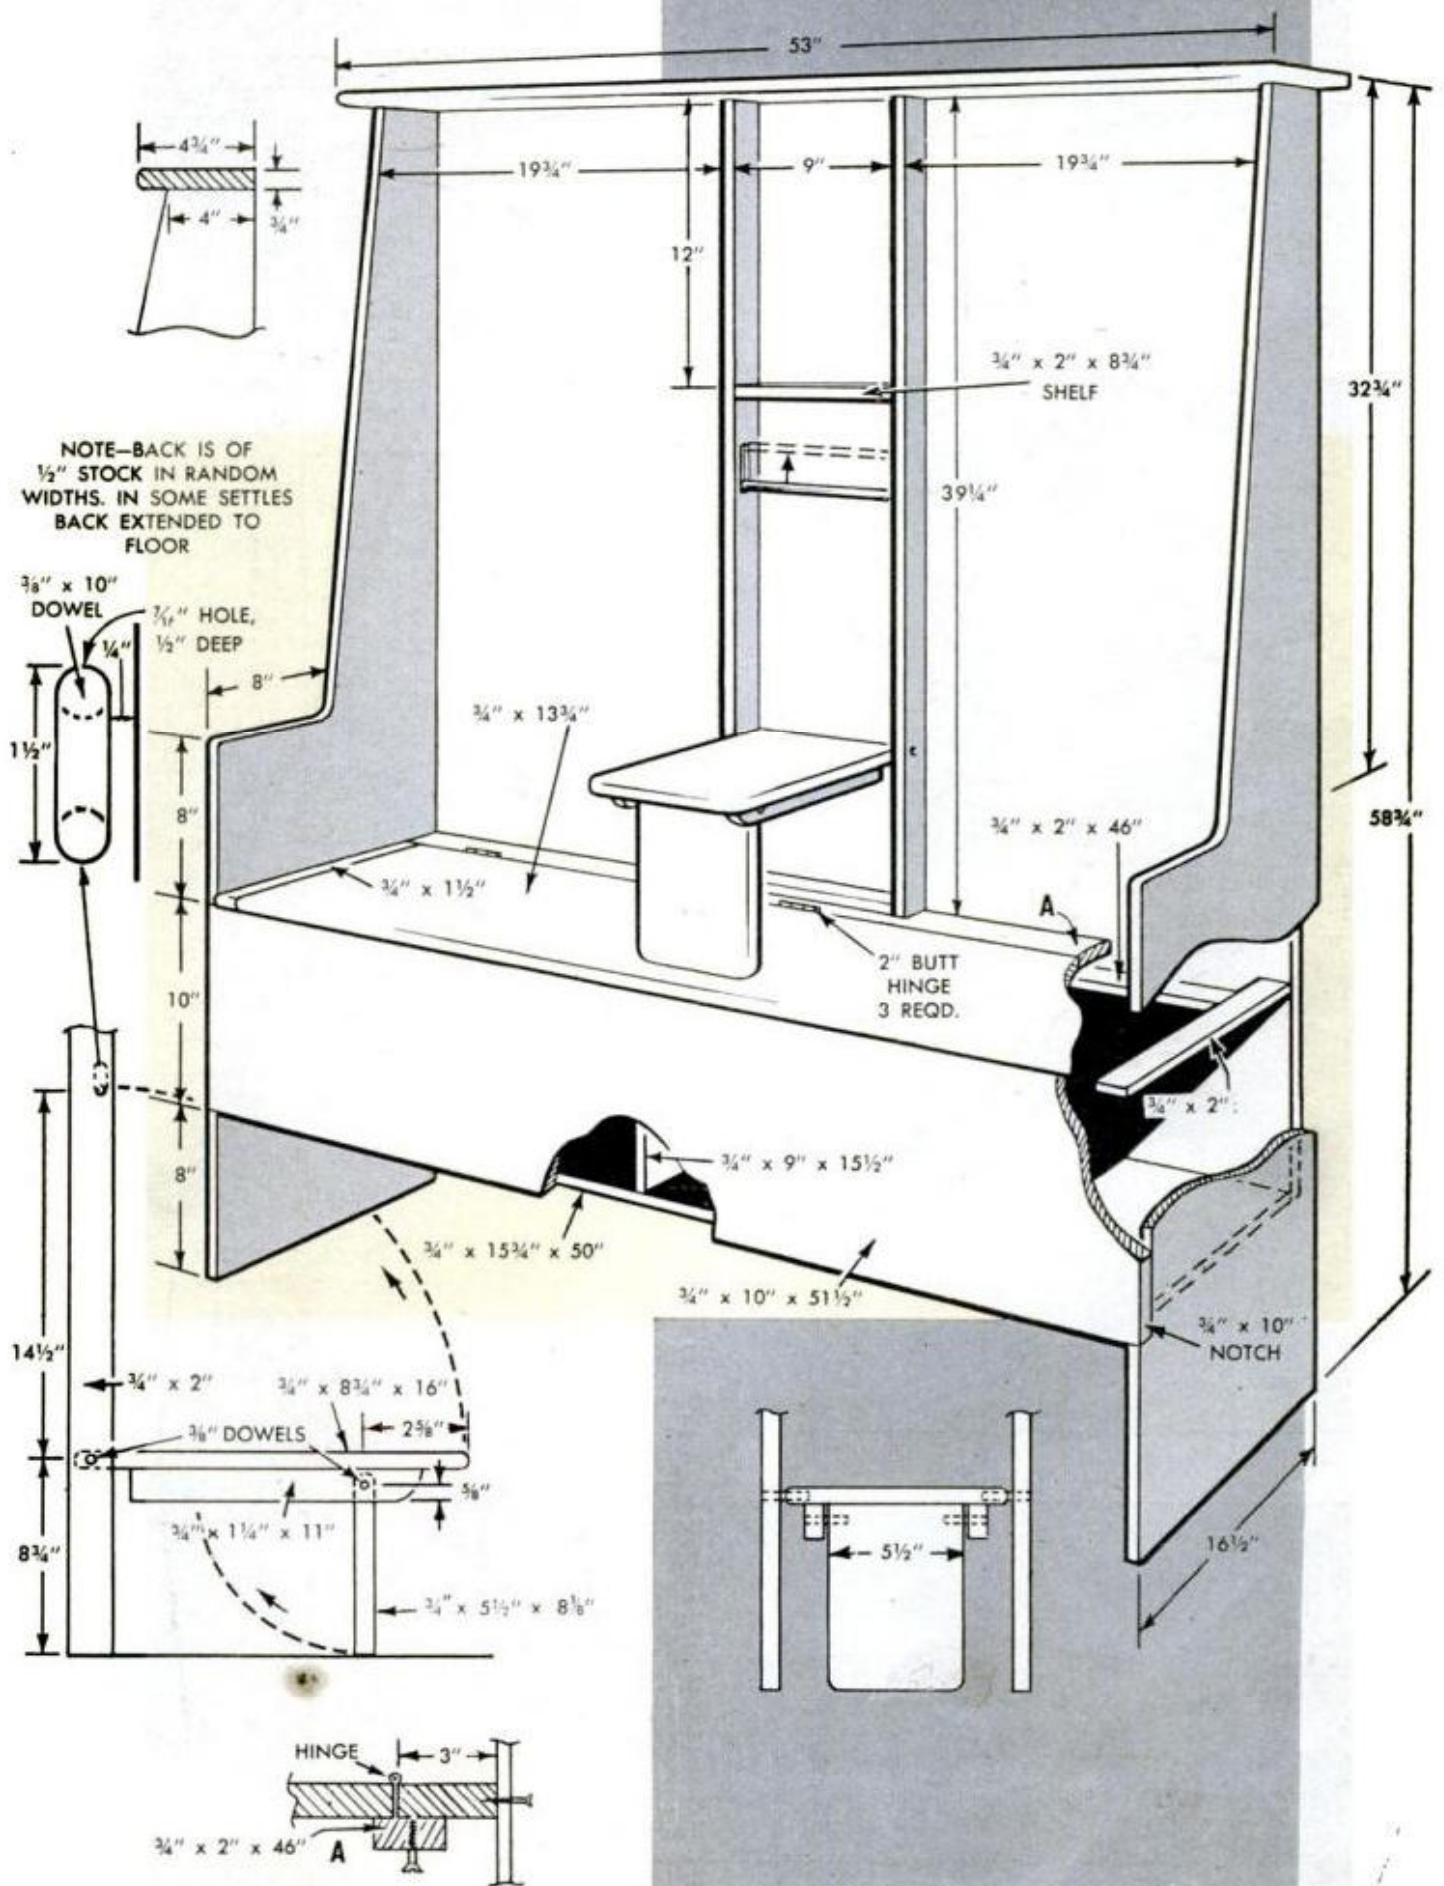 53"
4¾"
4"
¾"
19¾"
9"
19¾"
12"
¾" x 2" x 8¾"
SHELF
32¾"
39¼"
NOTE—BACK IS OF
½" STOCK IN RANDOM
WIDTHS. IN SOME SETTLES
BACK EXTENDED TO
FLOOR
⅜" x 10"
DOWEL
HOLE,
½" DEEP
¼"
1½"
8"
8"
¾" x 13¾"
¾" x 2" x 46"
58¾"
¾" x 1½"
A
2" BUTT
HINGE
3 REQD.
10"
¾" x 2"
8"
¾" x 9" x 15½"
¾" x 15¾" x 50"
¾" x 10" x 51½"
¾" x 10"
NOTCH
14½"
¾" x 2"
¾" x 8¾" x 16"
2⅝"
⅜" DOWELS
⅝"
¾" x 1¼" x 11"
8¾"
¾" x 5½" x 8⅛"
5½"
16½"
HINGE
3"
¾" x 2" x 46"
A